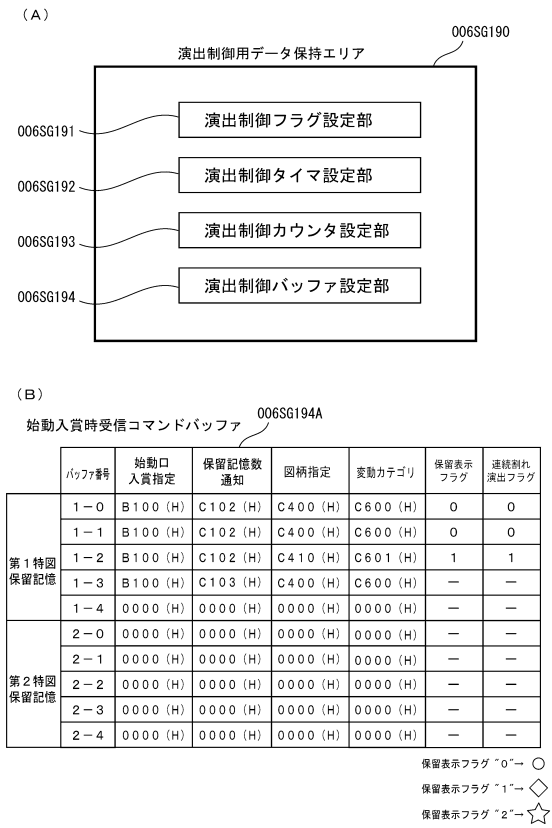 （A）
006SG190
演出制御用データ保持エリア
006SG191
演出制御フラグ設定部
006SG192
演出制御タイマ設定部
006SG193
演出制御カウンタ設定部
006SG194
演出制御バッファ設定部
（B）
006SG194A
始動入賞時受信コマンドバッファ
バッファ番号 始動口入賞指定 保留記憶数通知 図柄指定 変動カテゴリ 保留表示フラグ 連続割れ演出フラグ
第1特図保留記憶
1－0 B100（H） C102（H） C400（H） C600（H） 0 0
1－1 B100（H） C102（H） C400（H） C600（H） 0 0
1－2 B100（H） C102（H） C410（H） C601（H） 1 1
1－3 B100（H） C103（H） C400（H） C600（H） － －
1－4 0000（H） 0000（H） 0000（H） 0000（H） － －
第2特図保留記憶
2－0 0000（H） 0000（H） 0000（H） 0000（H） － －
2－1 0000（H） 0000（H） 0000（H） 0000（H） － －
2－2 0000（H） 0000（H） 0000（H） 0000（H） － －
2－3 0000（H） 0000（H） 0000（H） 0000（H） － －
2－4 0000（H） 0000（H） 0000（H） 0000（H） － －
保留表示フラグ "0"→ ○
保留表示フラグ "1"→ ◇
保留表示フラグ "2"→ ☆